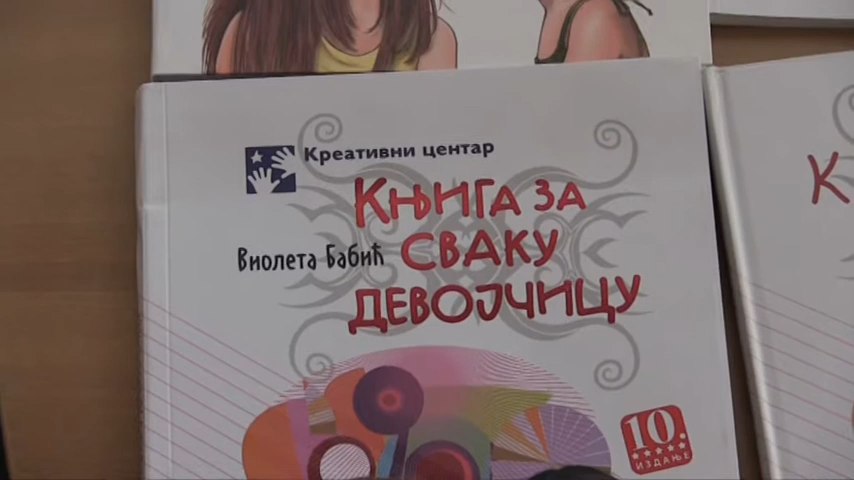 Креативни центар
Књига за
Виолета Бабић
сваку
девојчицу
10.
ИЗДАЊЕ
К